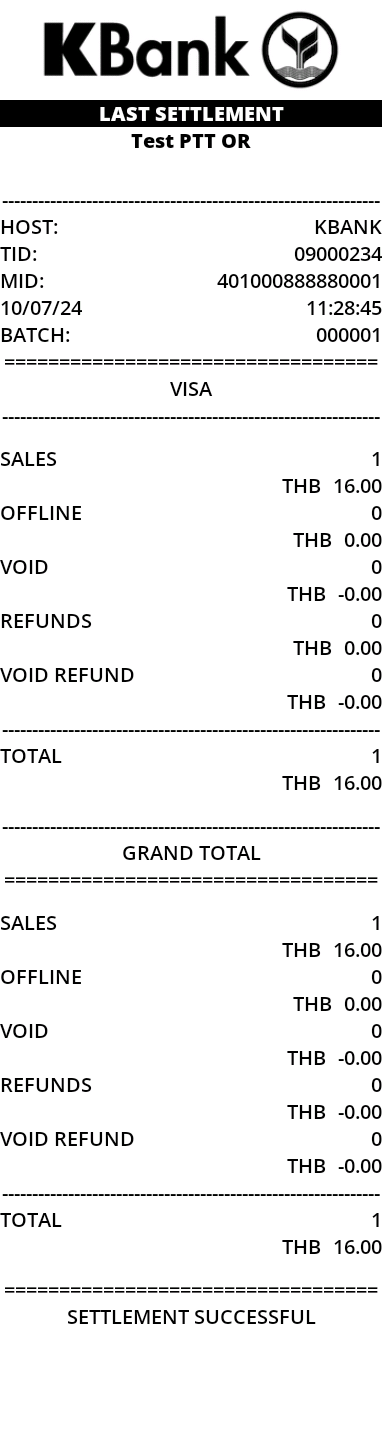 KBank
LAST SETTLEMENT
Test PTT OR
---------------------------------------------------------------
HOST: KBANK
TID: 09000234
MID: 401000888880001
10/07/24 11:28:45
BATCH: 000001
==================================
VISA
---------------------------------------------------------------
SALES 1
THB 16.00
OFFLINE 0
THB 0.00
VOID 0
THB -0.00
REFUNDS 0
THB 0.00
VOID REFUND 0
THB -0.00
---------------------------------------------------------------
TOTAL 1
THB 16.00
---------------------------------------------------------------
GRAND TOTAL
==================================
SALES 1
THB 16.00
OFFLINE 0
THB 0.00
VOID 0
THB -0.00
REFUNDS 0
THB -0.00
VOID REFUND 0
THB -0.00
---------------------------------------------------------------
TOTAL 1
THB 16.00
==================================
SETTLEMENT SUCCESSFUL